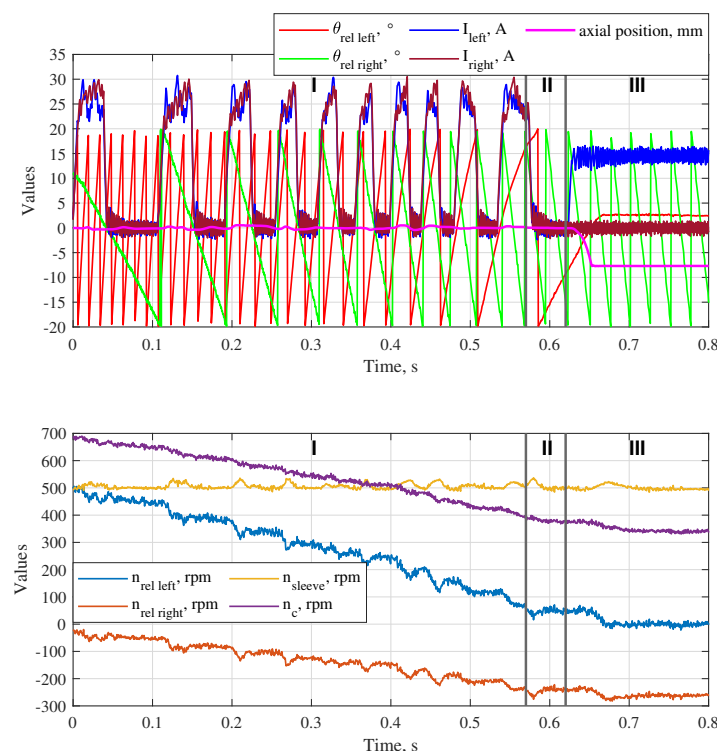 θrel left, ° Ileft, A axial position, mm
θrel right, ° Iright, A
I II III
Values
35
30
25
20
15
10
5
0
-5
-10
-15
-20
0 0.1 0.2 0.3 0.4 0.5 0.6 0.7 0.8
Time, s
I II III
Values
700
600
500
400
300
200
100
0
-100
-200
-300
nrel left, rpm nsleeve, rpm
nrel right, rpm nc, rpm
0 0.1 0.2 0.3 0.4 0.5 0.6 0.7 0.8
Time, s